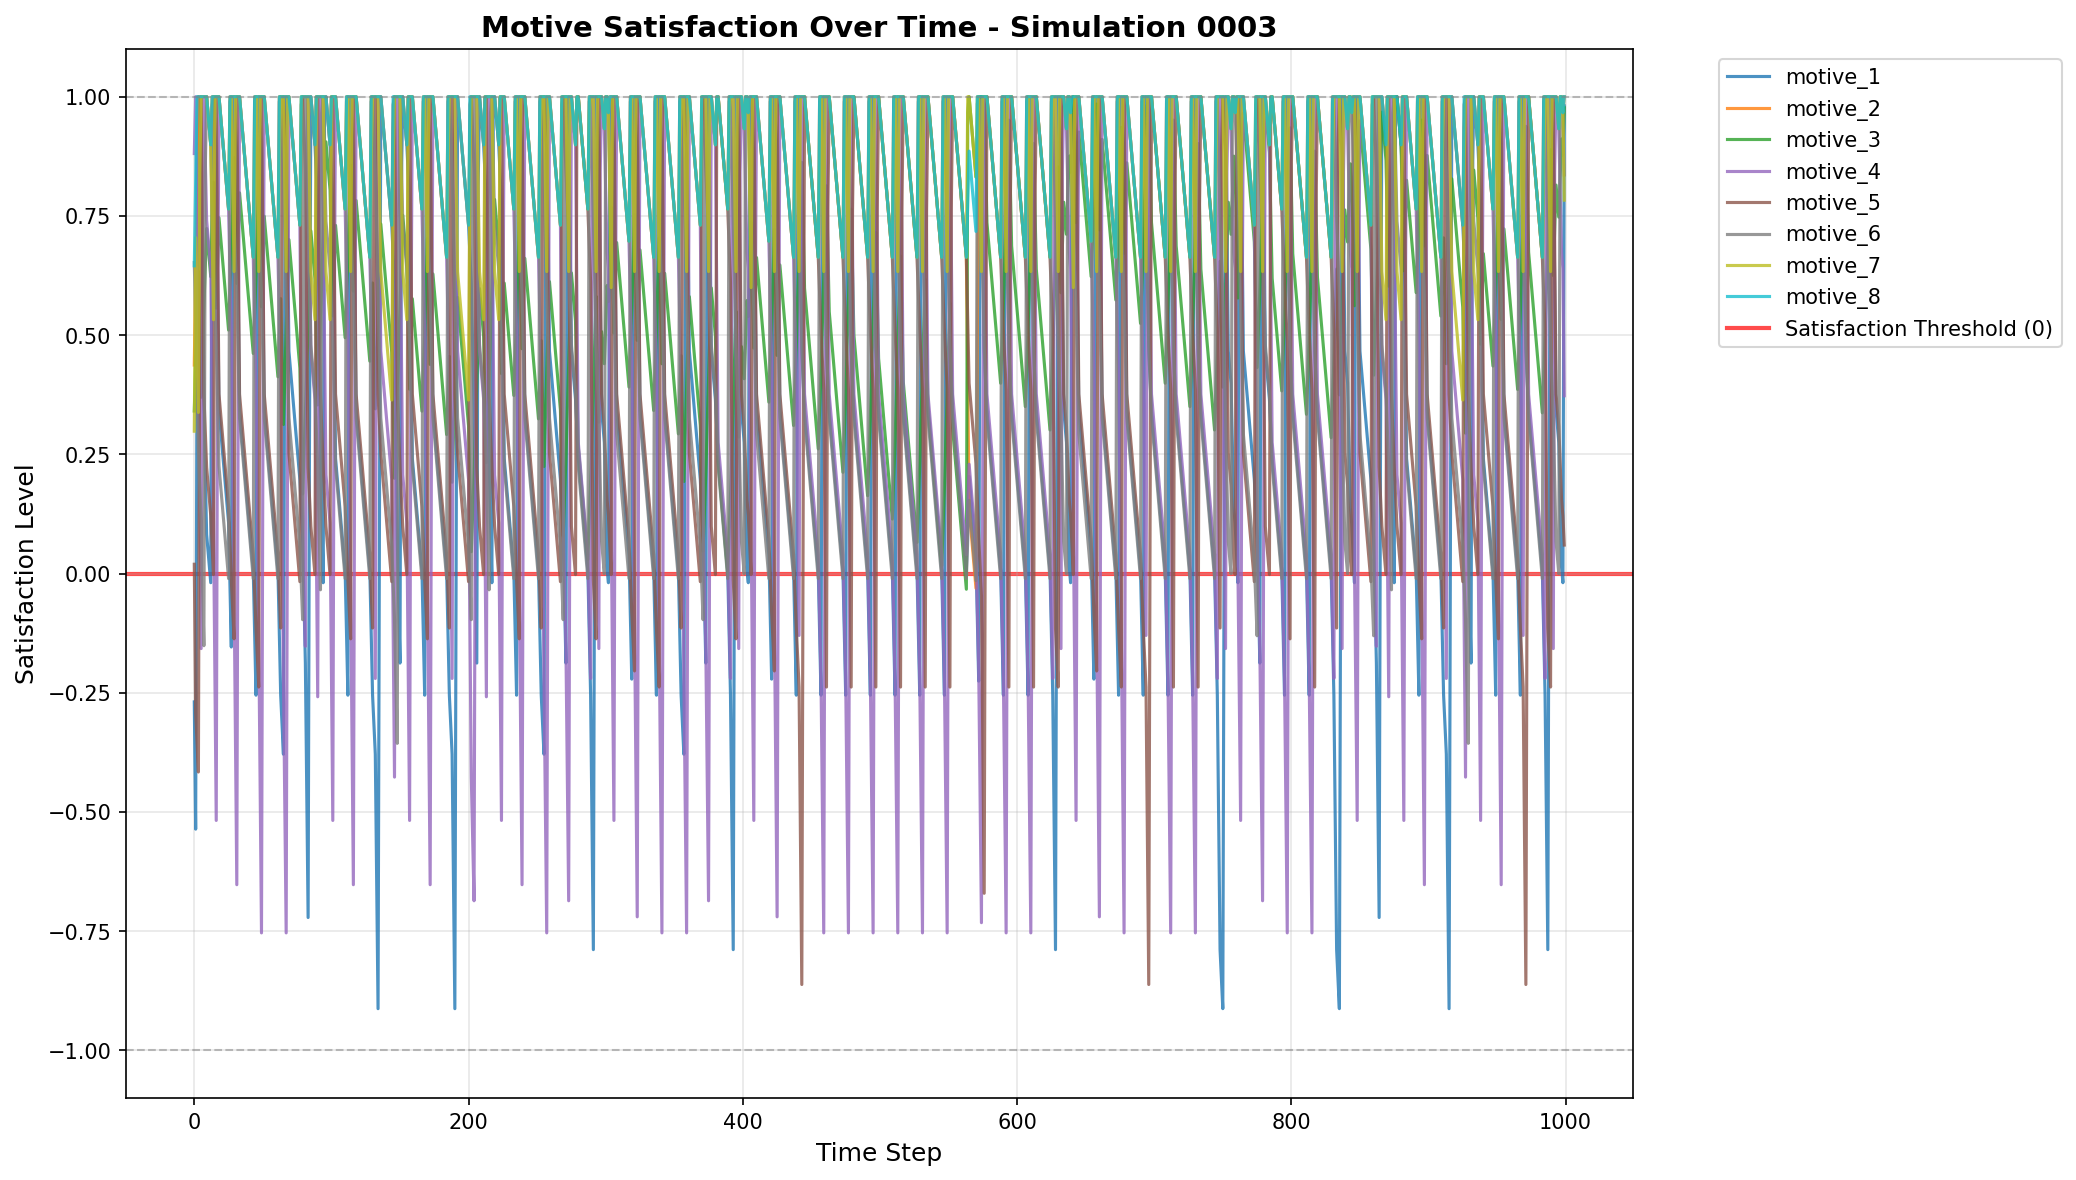 Motive Satisfaction Over Time - Simulation 0003
1.00
0.75
0.50
0.25
0.00
−0.25
−0.50
−0.75
−1.00
Satisfaction Level
0
200
400
600
800
1000
Time Step
motive_1
motive_2
motive_3
motive_4
motive_5
motive_6
motive_7
motive_8
Satisfaction Threshold (0)